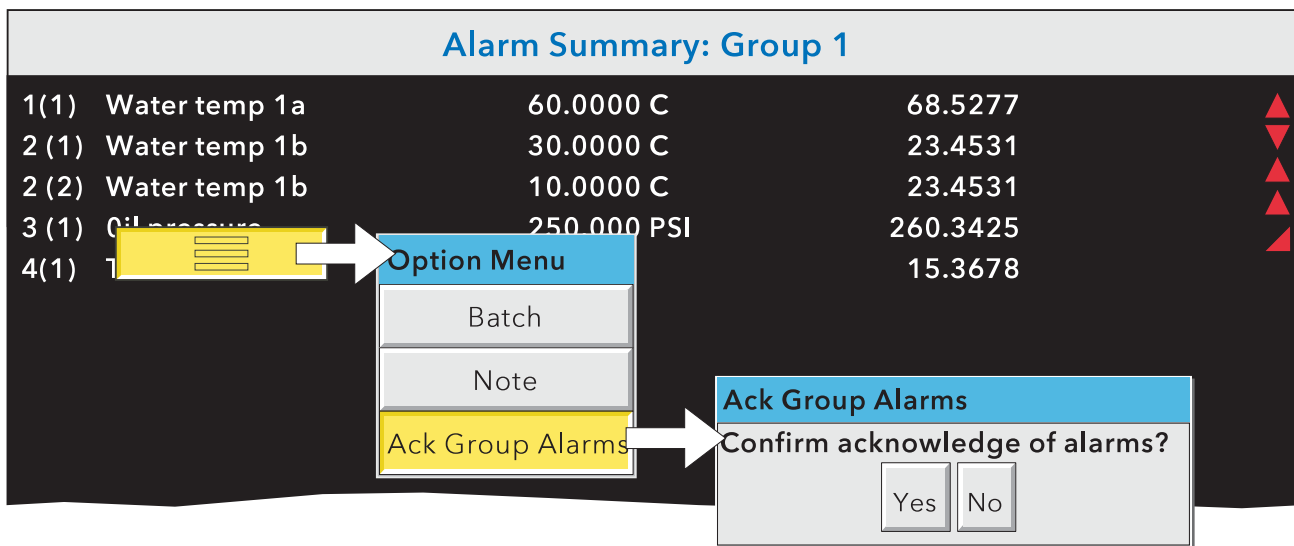 Alarm Summary: Group 1
1(1) Water temp 1a 60.0000 C 68.5277
2 (1) Water temp 1b 30.0000 C 23.4531
2 (2) Water temp 1b 10.0000 C 23.4531
3 (1) 0il pressure 250.000 PSI 260.3425
4(1) 15.3678
Option Menu
Batch
Note
Ack Group Alarms
Ack Group Alarms
Confirm acknowledge of alarms?
Yes No